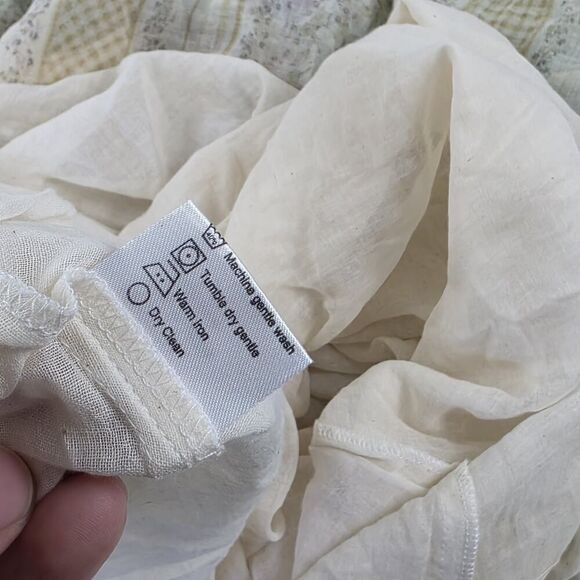 Machine gentle wash
Tumble dry gentle
Warm Iron
Dry Clean